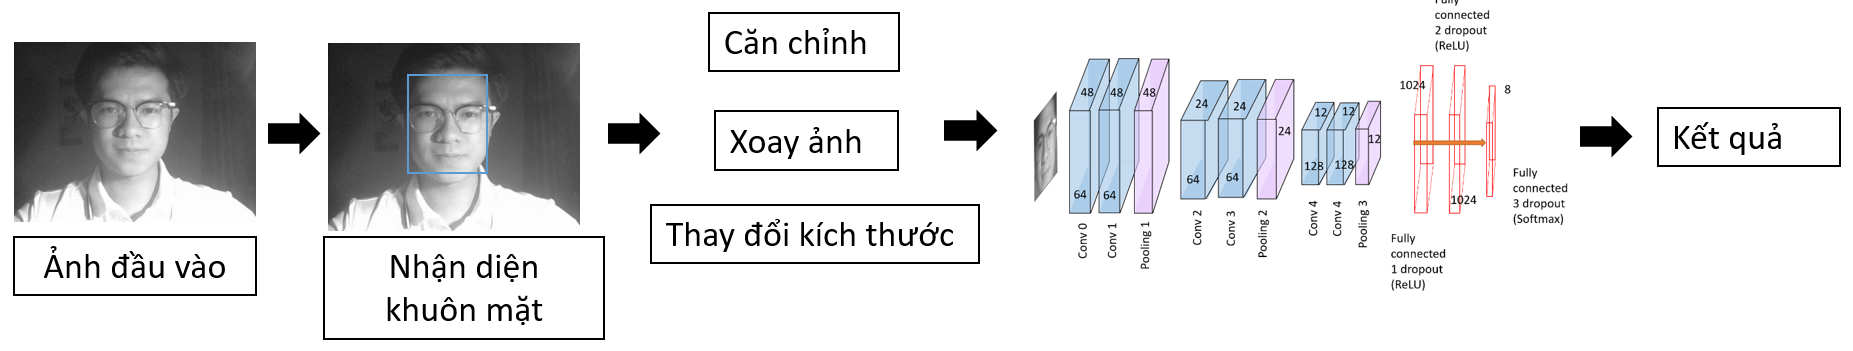 Ảnh đầu vào
Nhận diện
khuôn mặt
Căn chỉnh
Xoay ảnh
Thay đổi kích thước
48
48
48
64
64
Conv 0
Conv 1
Pooling 1
24
24
24
64
64
Conv 2
Conv 3
Pooling 2
12
12
12
128
128
Conv 4
Conv 4
Pooling 3
Fully
connected
2 dropout
(ReLU)
1024
1024
8
Fully
connected
1 dropout
(ReLU)
Fully
connected
3 dropout
(Softmax)
Kết quả